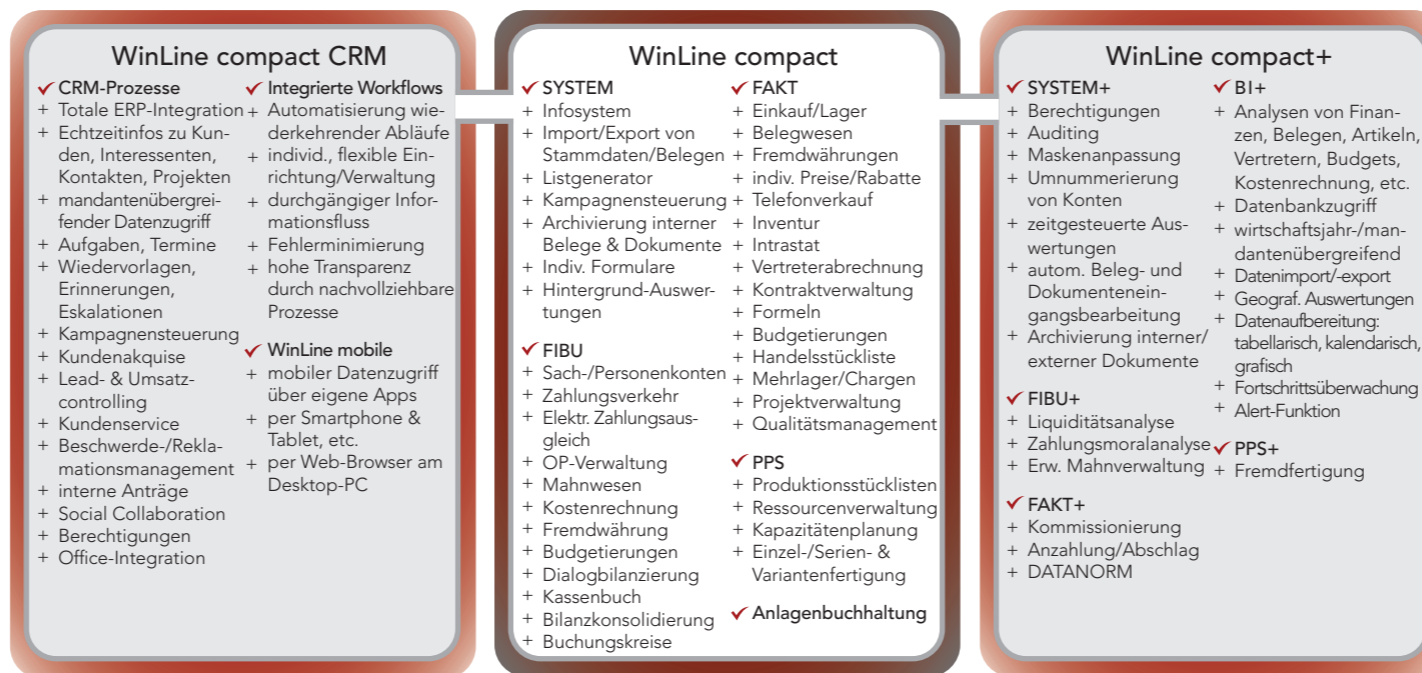 WinLine compact CRM
✓ CRM-Prozesse
+ Totale ERP-Integration
+ Echtzeitinfos zu Kun-
den, Interessenten,
Kontakten, Projekten
+ mandantenübergrei-
fender Datenzugriff
+ Aufgaben, Termine
+ Wiedervorlagen,
Erinnerungen,
Eskalationen
+ Kampagnensteuerung
+ Kundenakquise
+ Lead- & Umsatz-
controlling
+ Kundenservice
+ Beschwerde-/Rekla-
mationsmanagement
+ interne Anträge
+ Social Collaboration
+ Berechtigungen
+ Office-Integration
✓ Integrierte Workflows
+ Automatisierung wie-
derkehrender Abläufe
+ individ., flexible Ein-
richtung/Verwaltung
+ durchgängiger Infor-
mationsfluss
+ Fehlerminimierung
+ hohe Transparenz
durch nachvollziehbare
Prozesse
✓ WinLine mobile
+ mobiler Datenzugriff
über eigene Apps
+ per Smartphone &
Tablet, etc.
+ per Web-Browser am
Desktop-PC
WinLine compact
✓ SYSTEM
+ Infosystem
+ Import/Export von
Stammdaten/Belegen
+ Listgenerator
+ Kampagnensteuerung
+ Archivierung interner
Belege & Dokumente
+ Indiv. Formulare
+ Hintergrund-Auswer-
tungen
✓ FIBU
+ Sach-/Personenkonten
+ Zahlungsverkehr
+ Elektr. Zahlungsaus-
gleich
+ OP-Verwaltung
+ Mahnwesen
+ Kostenrechnung
+ Fremdwährung
+ Budgetierungen
+ Dialogbilanzierung
+ Kassenbuch
+ Bilanzkonsolidierung
+ Buchungskreise
✓ FAKT
+ Einkauf/Lager
+ Belegwesen
+ Fremdwährungen
+ indiv. Preise/Rabatte
+ Telefonverkauf
+ Inventur
+ Intrastat
+ Vertreterabrechnung
+ Kontraktverwaltung
+ Formeln
+ Budgetierungen
+ Handelsstückliste
+ Mehrlager/Chargen
+ Projektverwaltung
+ Qualitätsmanagement
✓ PPS
+ Produktionsstücklisten
+ Ressourcenverwaltung
+ Kapazitätenplanung
+ Einzel-/Serien- &
Variantenfertigung
✓ Anlagenbuchhaltung
WinLine compact+
✓ SYSTEM+
+ Berechtigungen
+ Auditing
+ Maskenanpassung
+ Umnummerierung
von Konten
+ zeitgesteuerte Aus-
wertungen
+ autom. Beleg- und
Dokumentenein-
gangsbearbeitung
+ Archivierung interner/
externer Dokumente
✓ FIBU+
+ Liquiditätsanalyse
+ Zahlungsmoralanalyse
+ Erw. Mahnverwaltung
✓ FAKT+
+ Kommissionierung
+ Anzahlung/Abschlag
+ DATANORM
✓ BI+
+ Analysen von Finan-
zen, Belegen, Artikeln,
Vertretern, Budgets,
Kostenrechnung, etc.
+ Datenbankzugriff
+ wirtschaftsjahr-/man-
dantenübergreifend
+ Datenimport/-export
+ Geograf. Auswertungen
+ Datenaufbereitung:
tabellarisch, kalendarisch,
grafisch
+ Fortschrittsüberwachung
+ Alert-Funktion
✓ PPS+
+ Fremdfertigung